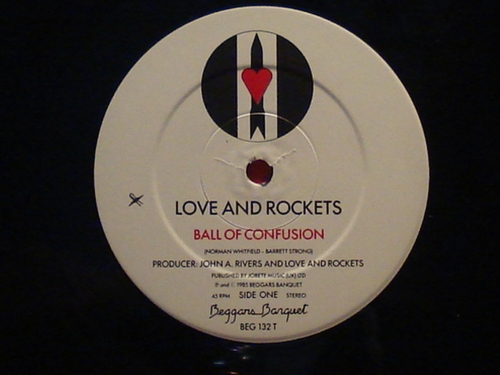 LOVE AND ROCKETS
BALL OF CONFUSION
(NORMAN WHITFIELD - BARRETT STRONG)
PRODUCER: JOHN A. RIVERS AND LOVE AND ROCKETS
PUBLISHED BY JOBETE MUSIC (UK) LTD
℗ and © 1985 BEGGARS BANQUET
45 RPM SIDE ONE STEREO
Beggars Banquet
BEG 132 T